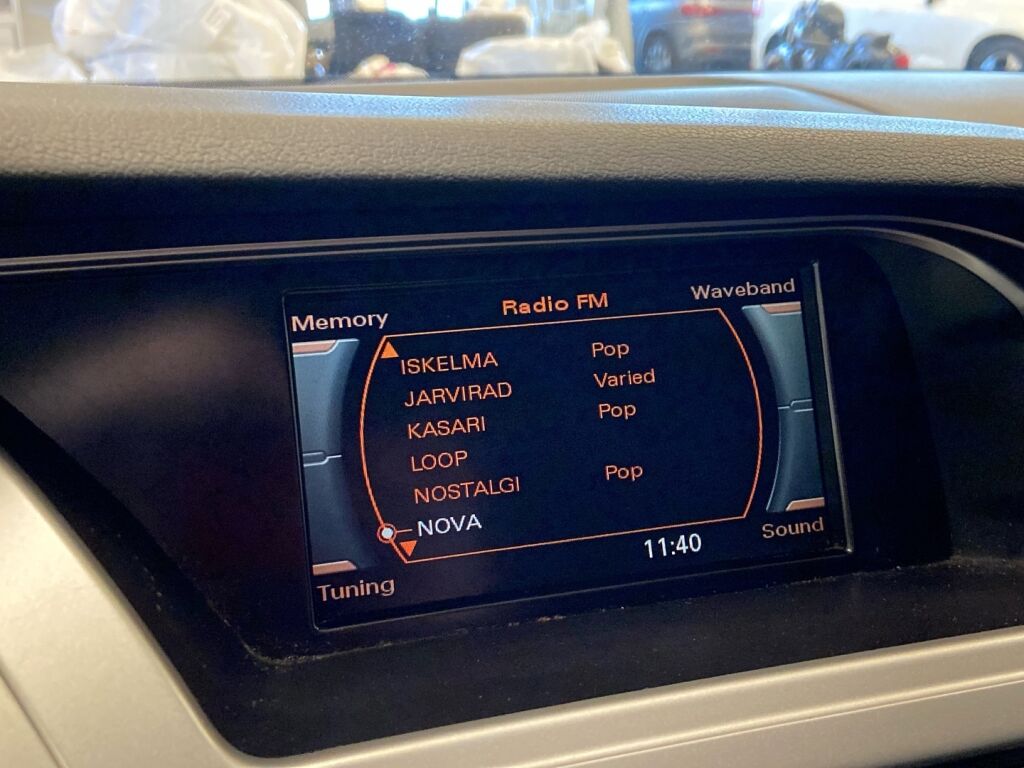 Memory Radio FM Waveband
ISKELMA Pop
JARVIRAD Varied
KASARI Pop
LOOP
NOSTALGI Pop
NOVA
Tuning 11:40 Sound